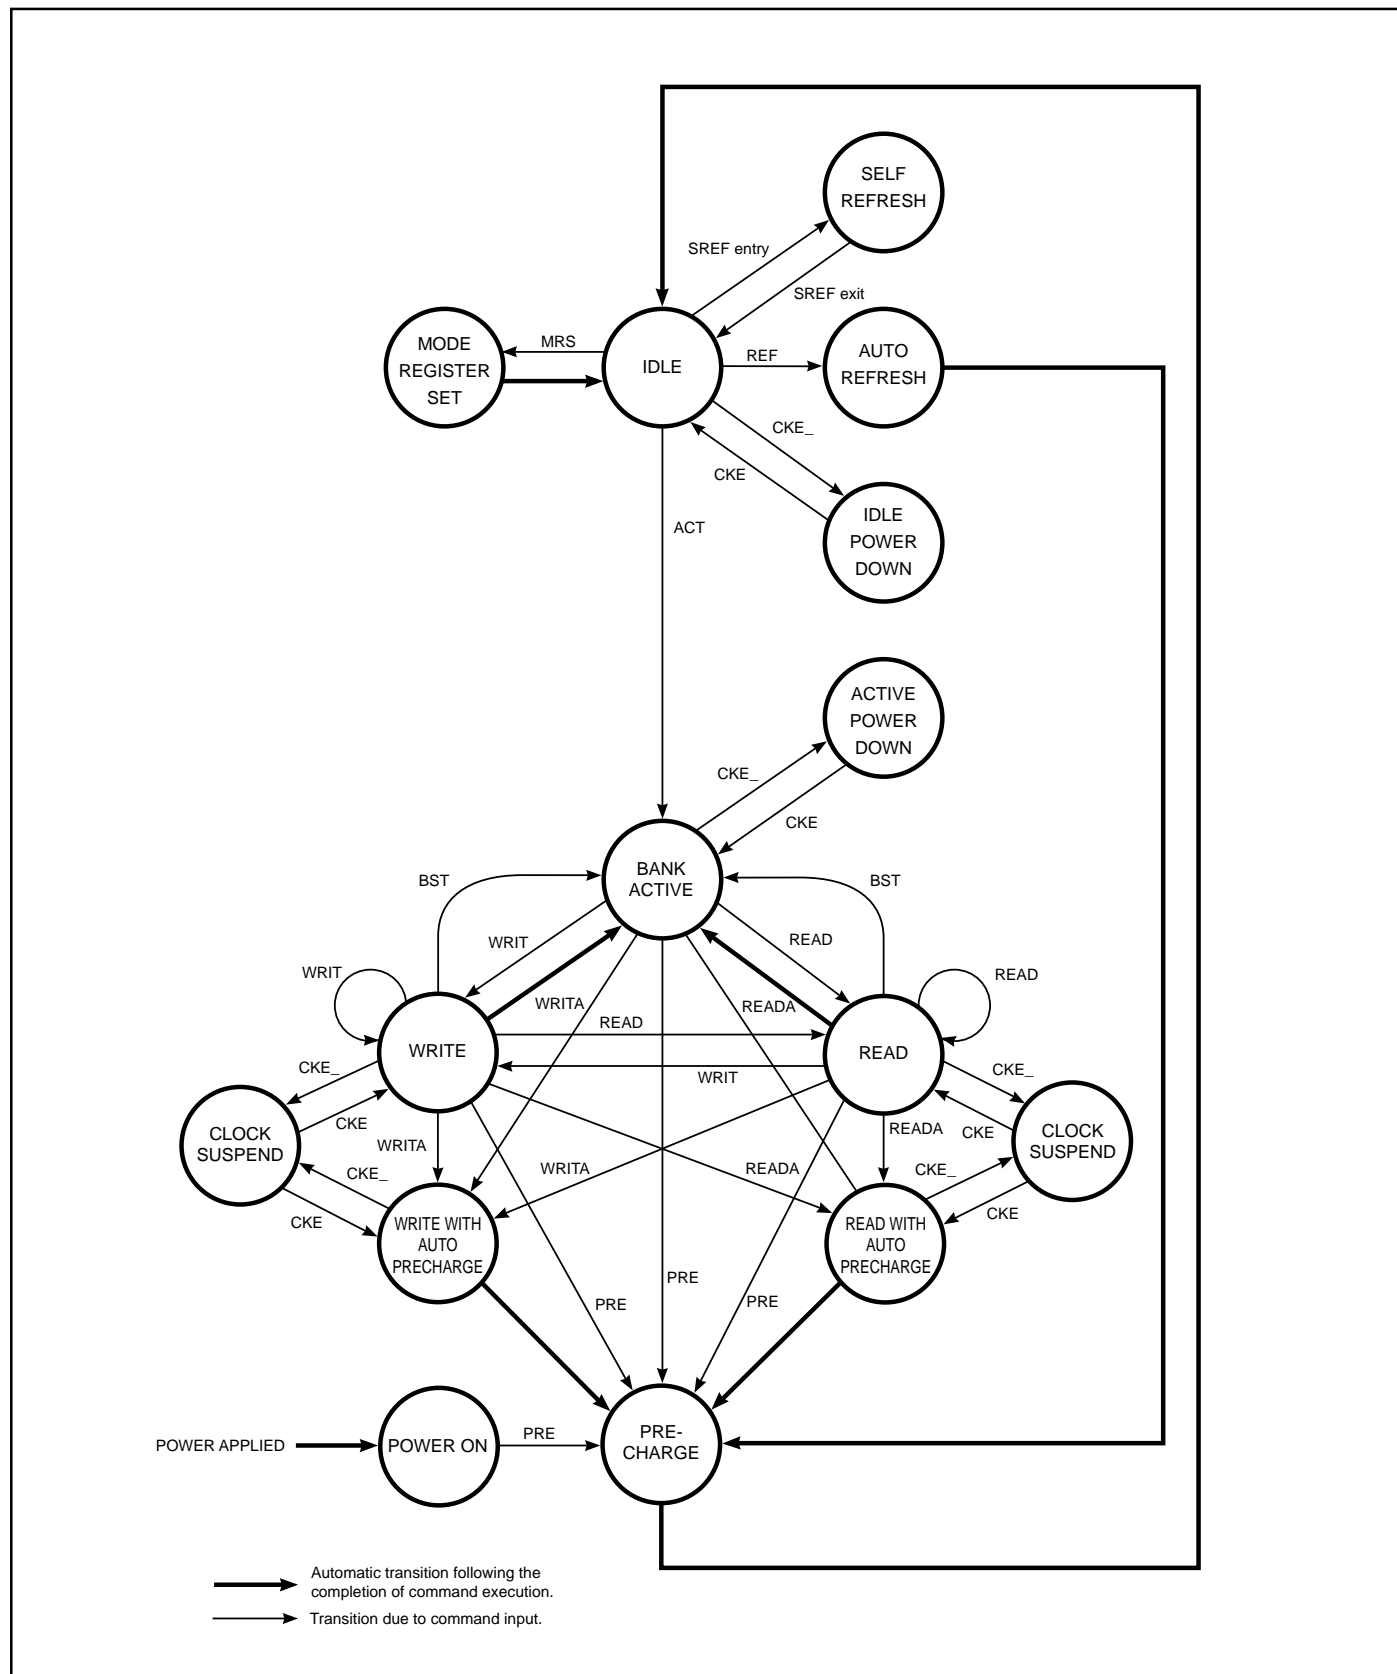 SELF
REFRESH
SREF entry
SREF exit
MODE
REGISTER
SET
MRS
IDLE
REF
AUTO
REFRESH
CKE_
CKE
IDLE
POWER
DOWN
ACT
ACTIVE
POWER
DOWN
CKE_
CKE
BANK
ACTIVE
BST
BST
WRIT
READ
WRIT
READ
WRITA
READA
READ
WRITE
READ
WRIT
CKE_
CKE_
CKE
CKE
CLOCK
SUSPEND
CLOCK
SUSPEND
WRITA
READA
WRITA
READA
CKE_
CKE_
CKE
CKE
WRITE WITH
AUTO
PRECHARGE
READ WITH
AUTO
PRECHARGE
PRE
PRE
PRE
POWER APPLIED
POWER ON
PRE
PRE-
CHARGE
Automatic transition following the
completion of command execution.
Transition due to command input.